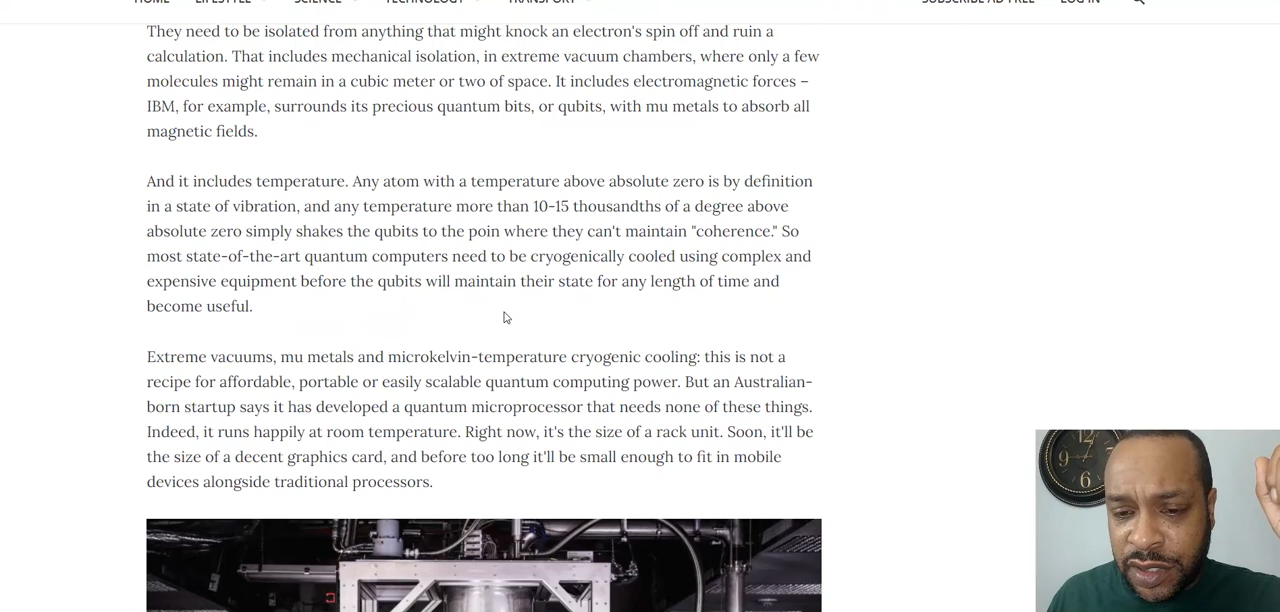 HOME LIFESTYLE SCIENCE TECHNOLOGY TRANSPORT SUBSCRIBE AD-FREE LOG IN
They need to be isolated from anything that might knock an electron's spin off and ruin a
calculation. That includes mechanical isolation, in extreme vacuum chambers, where only a few
molecules might remain in a cubic meter or two of space. It includes electromagnetic forces –
IBM, for example, surrounds its precious quantum bits, or qubits, with mu metals to absorb all
magnetic fields.
And it includes temperature. Any atom with a temperature above absolute zero is by definition
in a state of vibration, and any temperature more than 10-15 thousandths of a degree above
absolute zero simply shakes the qubits to the poin where they can't maintain "coherence." So
most state-of-the-art quantum computers need to be cryogenically cooled using complex and
expensive equipment before the qubits will maintain their state for any length of time and
become useful.
Extreme vacuums, mu metals and microkelvin-temperature cryogenic cooling: this is not a
recipe for affordable, portable or easily scalable quantum computing power. But an Australian-
born startup says it has developed a quantum microprocessor that needs none of these things.
Indeed, it runs happily at room temperature. Right now, it's the size of a rack unit. Soon, it'll be
the size of a decent graphics card, and before too long it'll be small enough to fit in mobile
devices alongside traditional processors.
12
9
6